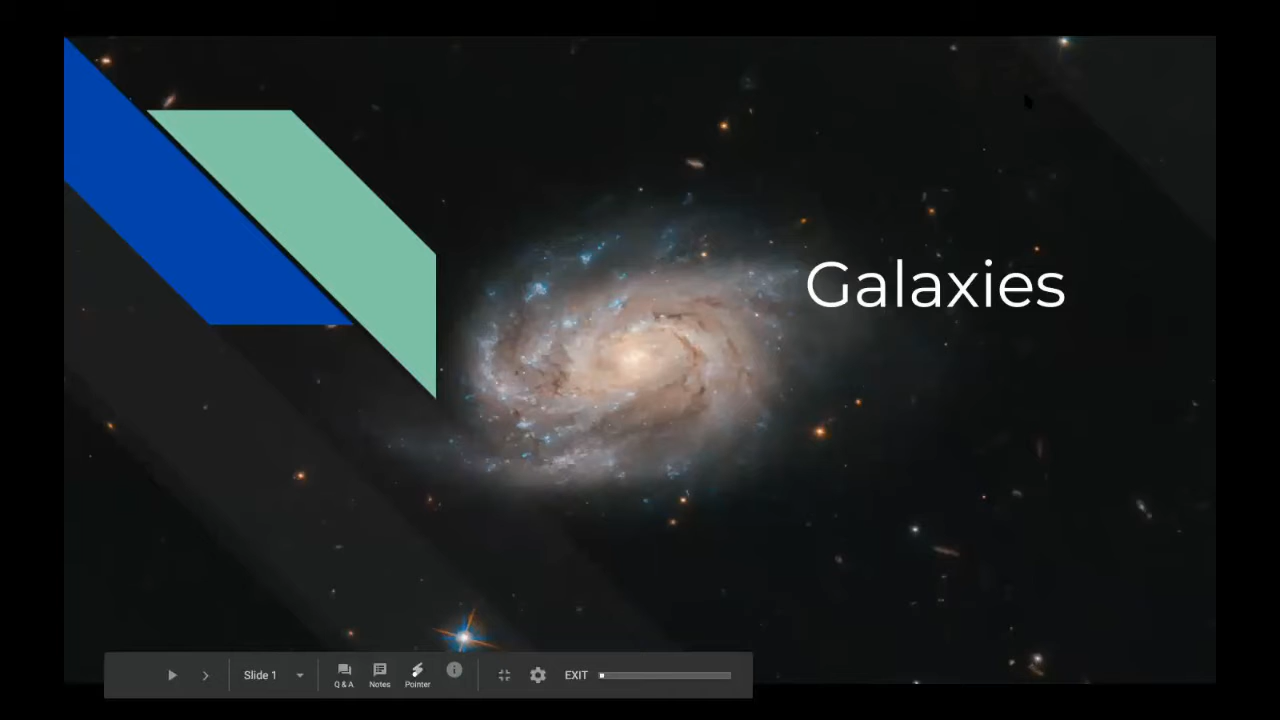 Galaxies
Slide 1
Q & A
Notes
Pointer
EXIT